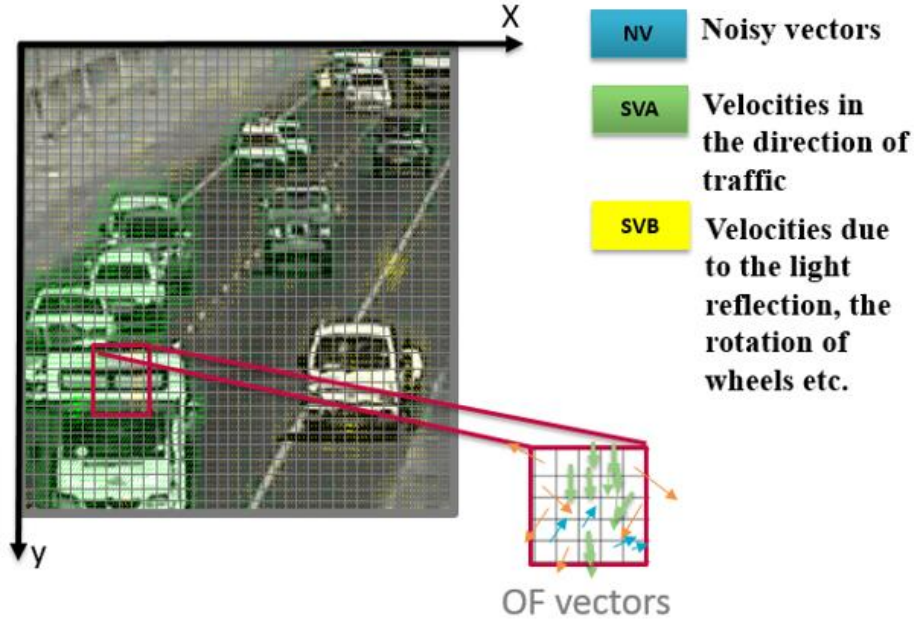 X
NV
Noisy vectors
SVA
Velocities in
the direction of
traffic
SVB
Velocities due
to the light
reflection, the
rotation of
wheels etc.
y
OF vectors